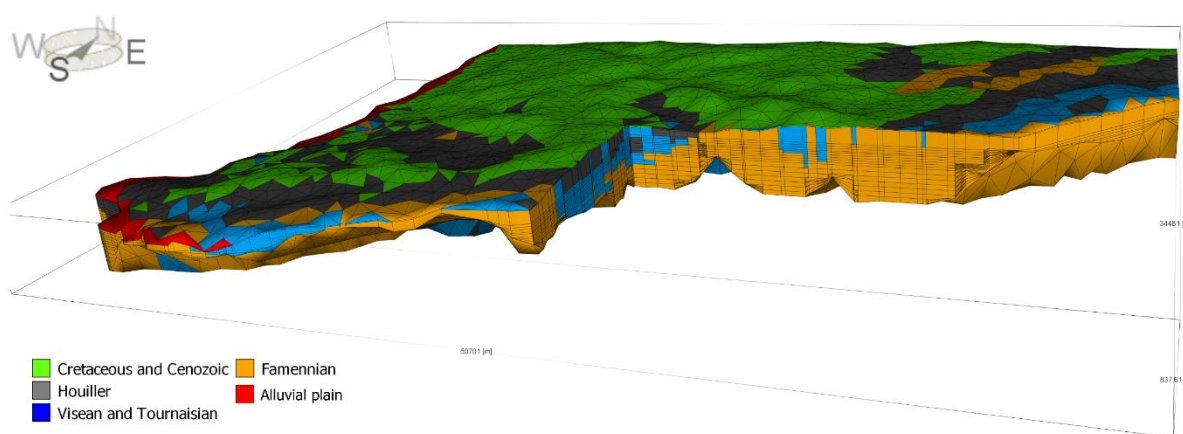 N
W
E
S
34481
59701 [m]
837.61
Cretaceous and Cenozoic
Famennian
Houiller
Alluvial plain
Visean and Tournaisian